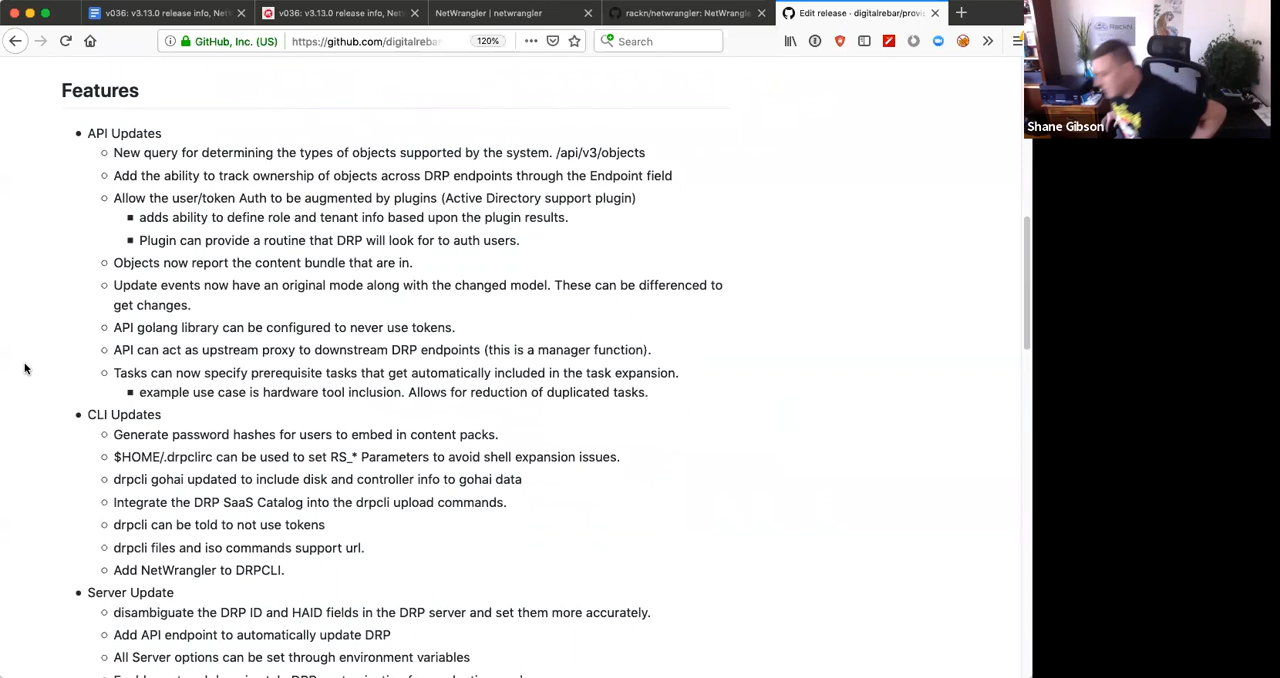 v036: v3.13.0 release info, Net
v036: v3.13.0 release info, Net
NetWrangler | netwrangler
rackn/netwrangler: NetWrangle
Edit release · digitalrebar/provi
GitHub, Inc. (US)
https://github.com/digitalrebar
120%
Search
RackN
Shane Gibson
Features
API Updates
New query for determining the types of objects supported by the system. /api/v3/objects
Add the ability to track ownership of objects across DRP endpoints through the Endpoint field
Allow the user/token Auth to be augmented by plugins (Active Directory support plugin)
adds ability to define role and tenant info based upon the plugin results.
Plugin can provide a routine that DRP will look for to auth users.
Objects now report the content bundle that are in.
Update events now have an original mode along with the changed model. These can be differenced to
get changes.
API golang library can be configured to never use tokens.
API can act as upstream proxy to downstream DRP endpoints (this is a manager function).
Tasks can now specify prerequisite tasks that get automatically included in the task expansion.
example use case is hardware tool inclusion. Allows for reduction of duplicated tasks.
CLI Updates
Generate password hashes for users to embed in content packs.
$HOME/.drpclirc can be used to set RS_* Parameters to avoid shell expansion issues.
drpcli gohai updated to include disk and controller info to gohai data
Integrate the DRP SaaS Catalog into the drpcli upload commands.
drpcli can be told to not use tokens
drpcli files and iso commands support url.
Add NetWrangler to DRPCLI.
Server Update
disambiguate the DRP ID and HAID fields in the DRP server and set them more accurately.
Add API endpoint to automatically update DRP
All Server options can be set through environment variables